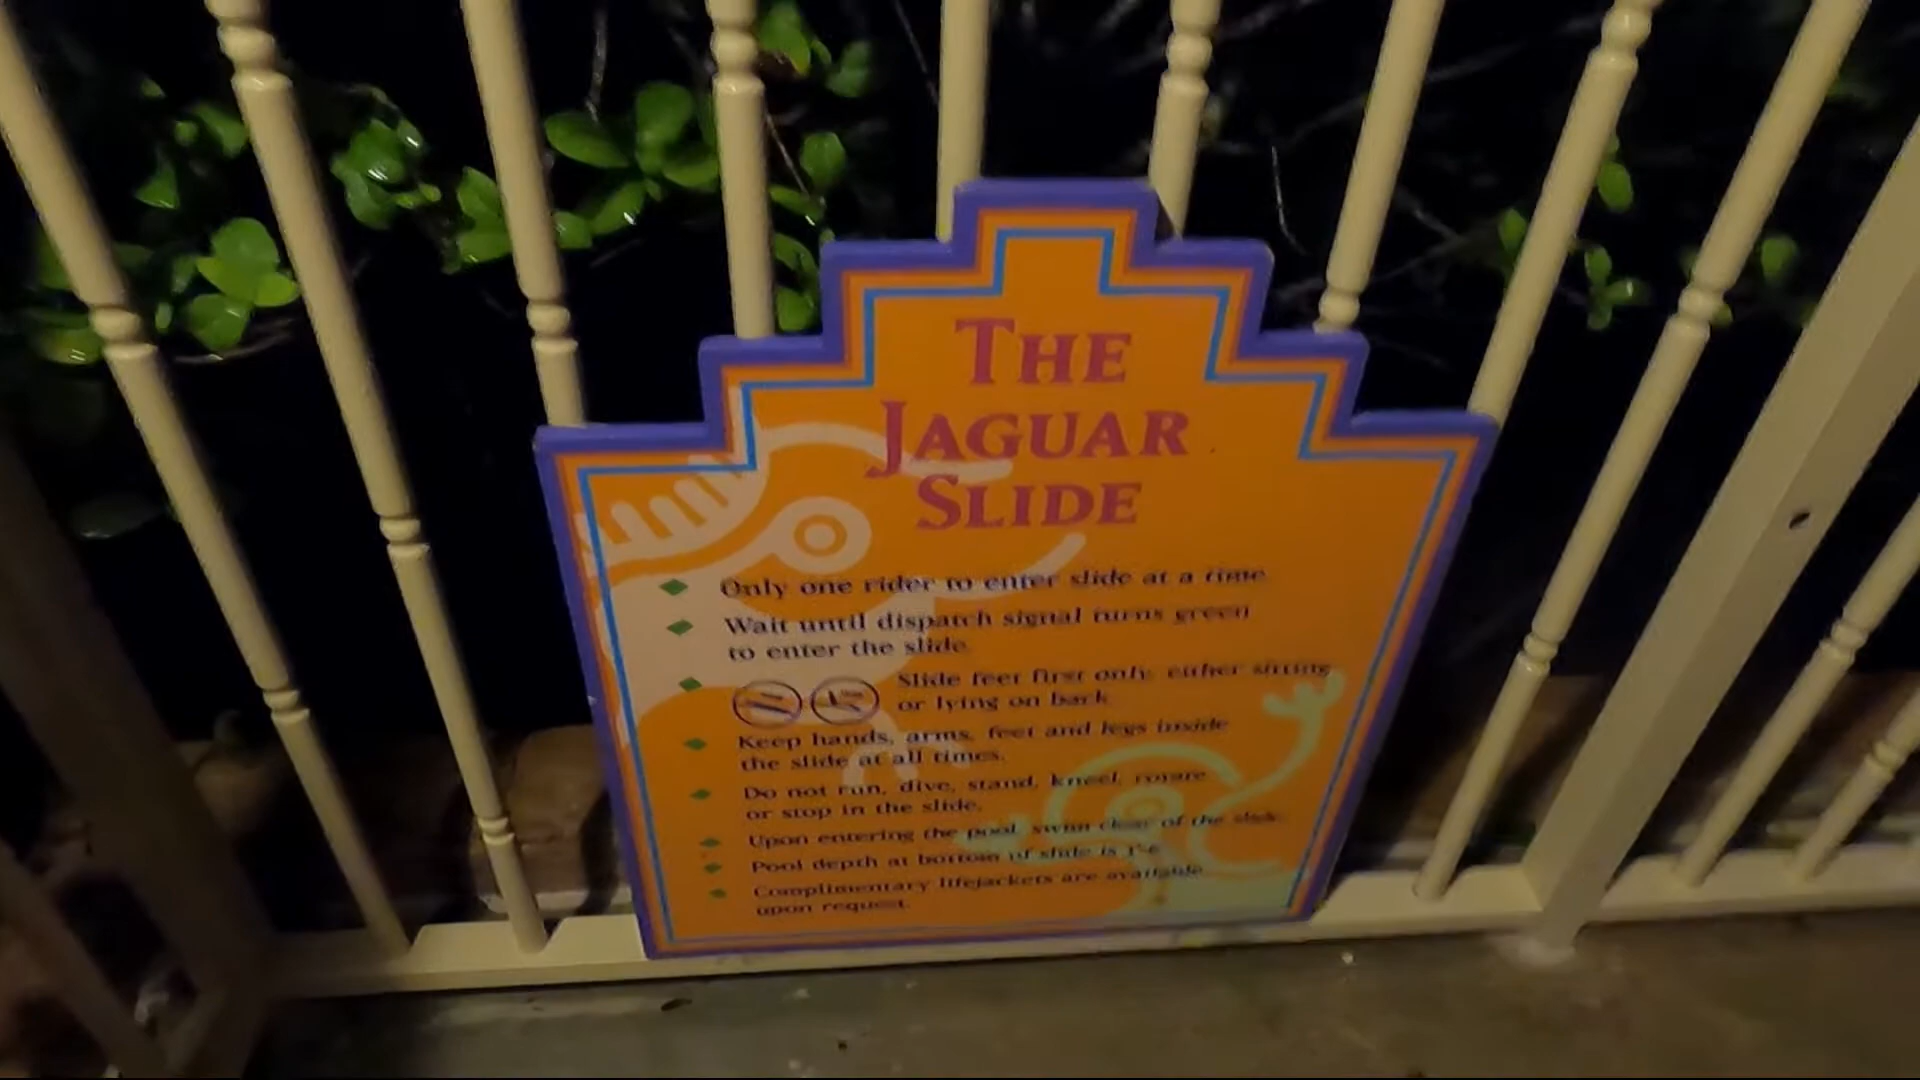 THE
JAGUAR
SLIDE
Only one rider to enter slide at a time.
Wait until dispatch signal turns green
to enter the slide.
Slide feet first only, either sitting
or lying on back.
Keep hands, arms, feet and legs inside
the slide at all times.
Do not run, dive, stand, kneel, rotate
or stop in the slide.
Upon entering the pool, swim clear of the slide.
Pool depth at bottom of slide is
Complimentary lifejackets are available
upon request.